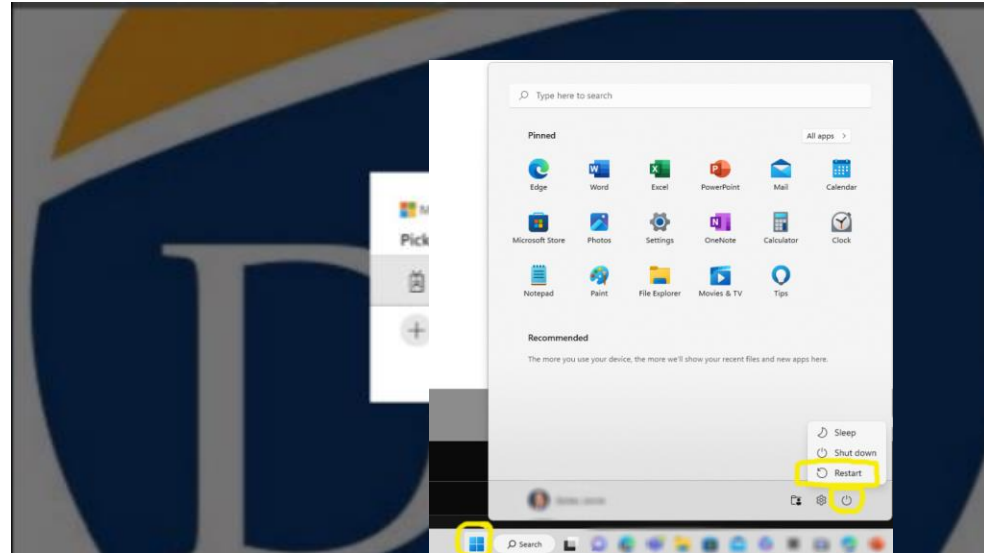 Type here to search
Pinned
All apps >
Edge Word Excel PowerPoint Mail Calendar
Microsoft Store Photos Settings OneNote Calculator Clock
Notepad Paint File Explorer Movies & TV Tips
Recommended
The more you use your device, the more we'll show your recent files and new apps here.
Sleep
Shut down
Restart
Search
Pick